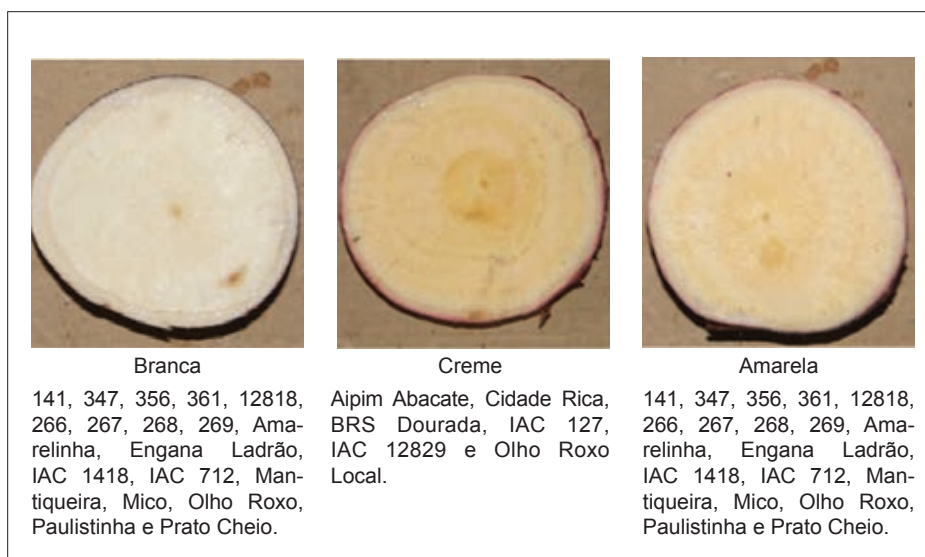 Branca
141, 347, 356, 361, 12818,
266, 267, 268, 269, Ama-
relinha, Engana Ladrão,
IAC 1418, IAC 712, Man-
tiqueira, Mico, Olho Roxo,
Paulistinha e Prato Cheio.
Creme
Aipim Abacate, Cidade Rica,
BRS Dourada, IAC 127,
IAC 12829 e Olho Roxo
Local.
Amarela
141, 347, 356, 361, 12818,
266, 267, 268, 269, Ama-
relinha, Engana Ladrão,
IAC 1418, IAC 712, Man-
tiqueira, Mico, Olho Roxo,
Paulistinha e Prato Cheio.